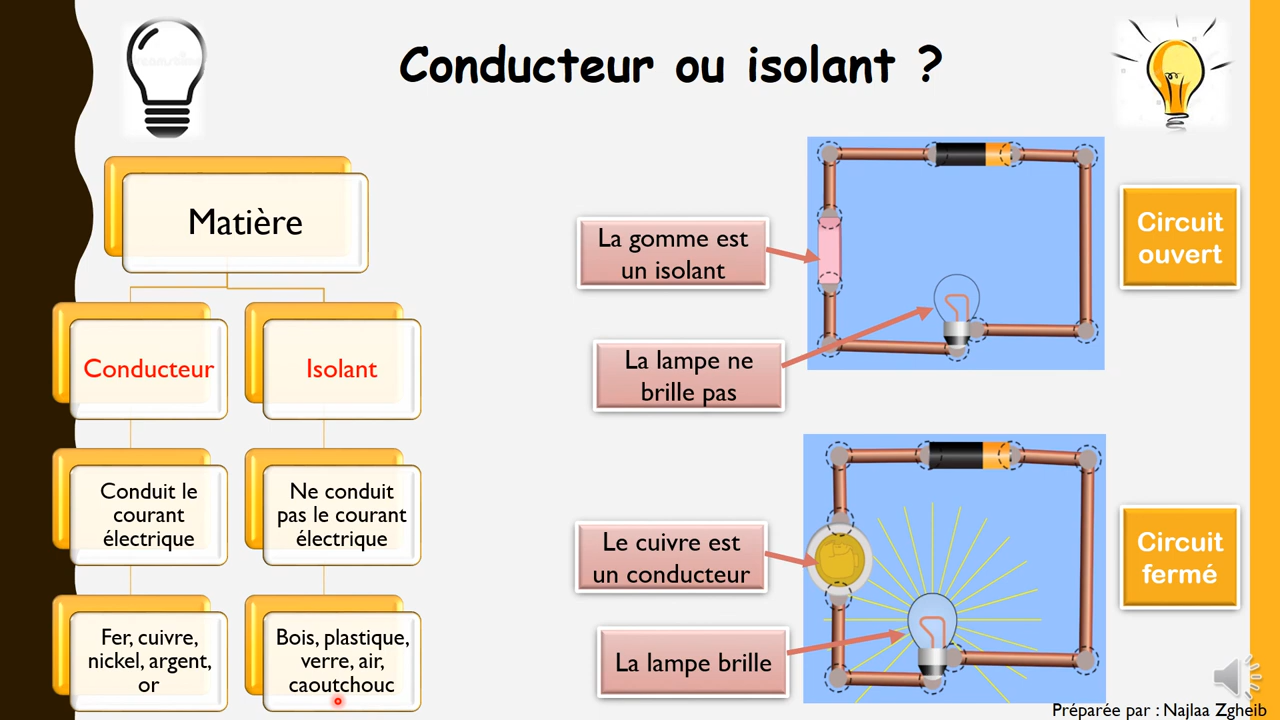 Conducteur ou isolant ?
Matière
Conducteur
Isolant
Conduit le
courant
électrique
Ne conduit
pas le courant
électrique
Fer, cuivre,
nickel, argent,
or
Bois, plastique,
verre, air,
caoutchouc
La gomme est
un isolant
La lampe ne
brille pas
Circuit
ouvert
Le cuivre est
un conducteur
La lampe brille
Circuit
fermé
Préparée par : Najlaa Zgheib